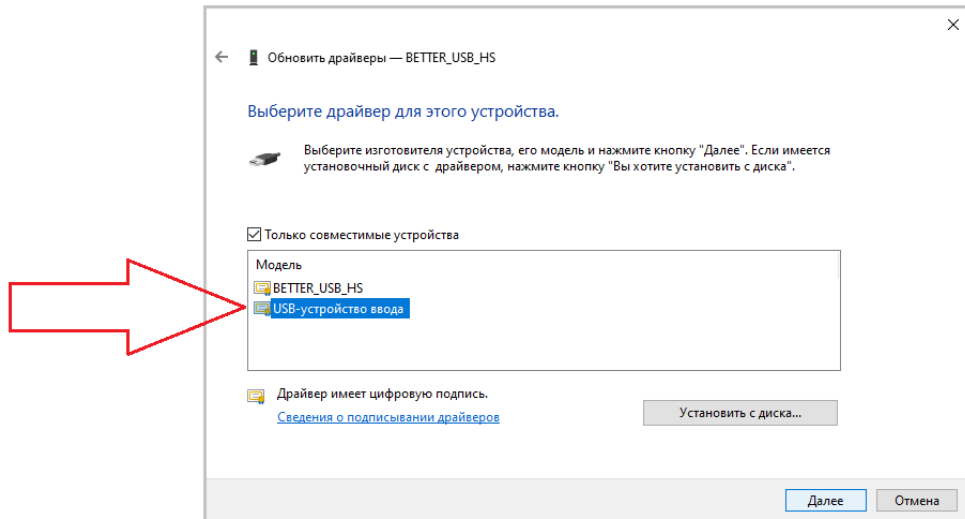 Обновить драйверы — BETTER_USB_HS
Выберите драйвер для этого устройства.
Выберите изготовителя устройства, его модель и нажмите кнопку "Далее". Если имеется
установочный диск с драйвером, нажмите кнопку "Вы хотите установить с диска".
Только совместимые устройства
Модель
BETTER_USB_HS
USB-устройство ввода
Драйвер имеет цифровую подпись.
Сведения о подписывании драйверов
Установить с диска...
Далее
Отмена